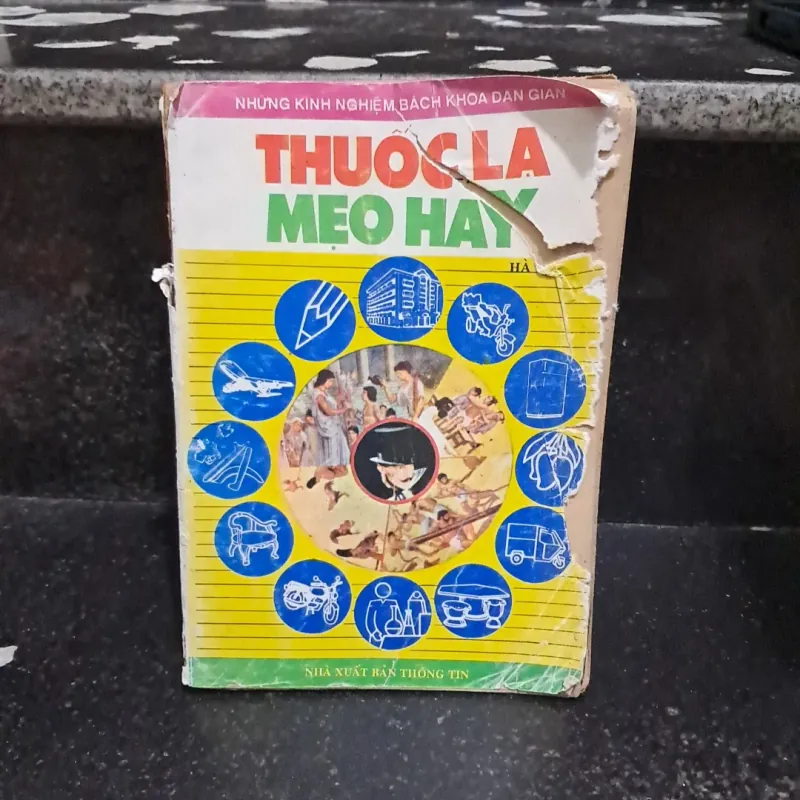 NHỮNG KINH NGHIỆM BÁCH KHOA DÂN GIAN
THUỐC LẠ
MẸO HAY
HÀ
NHÀ XUẤT BẢN THÔNG TIN